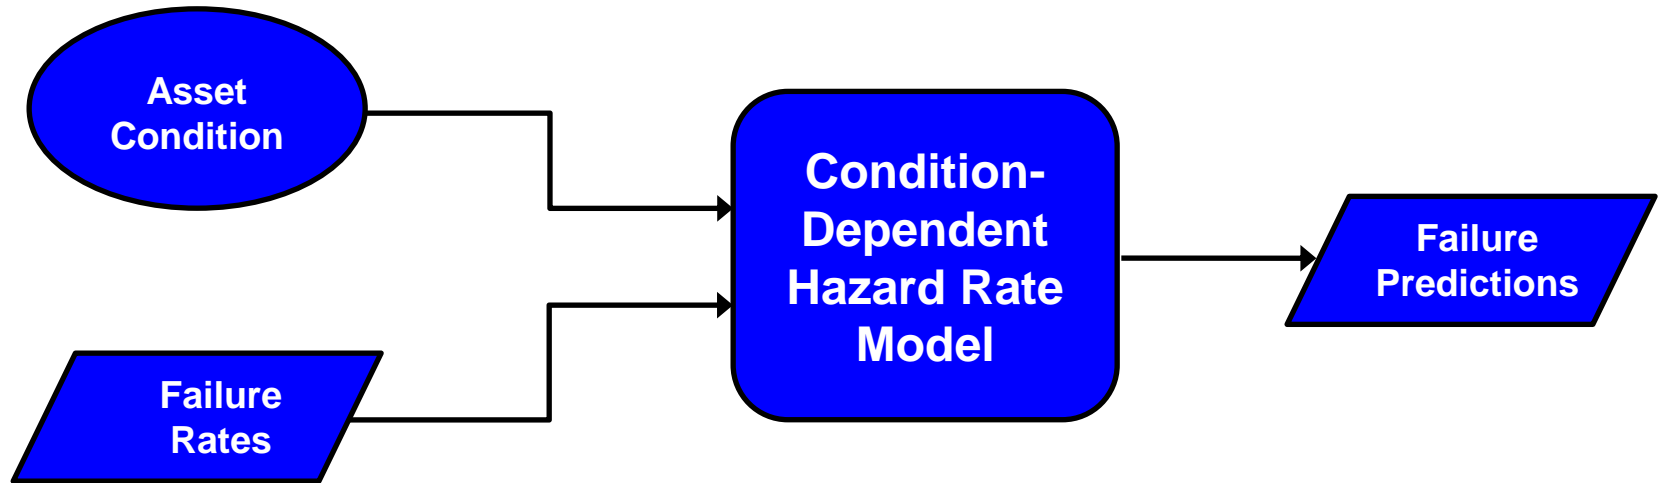 Asset
Condition
Condition-
Dependent
Hazard Rate
Model
Failure
Predictions
Failure
Rates